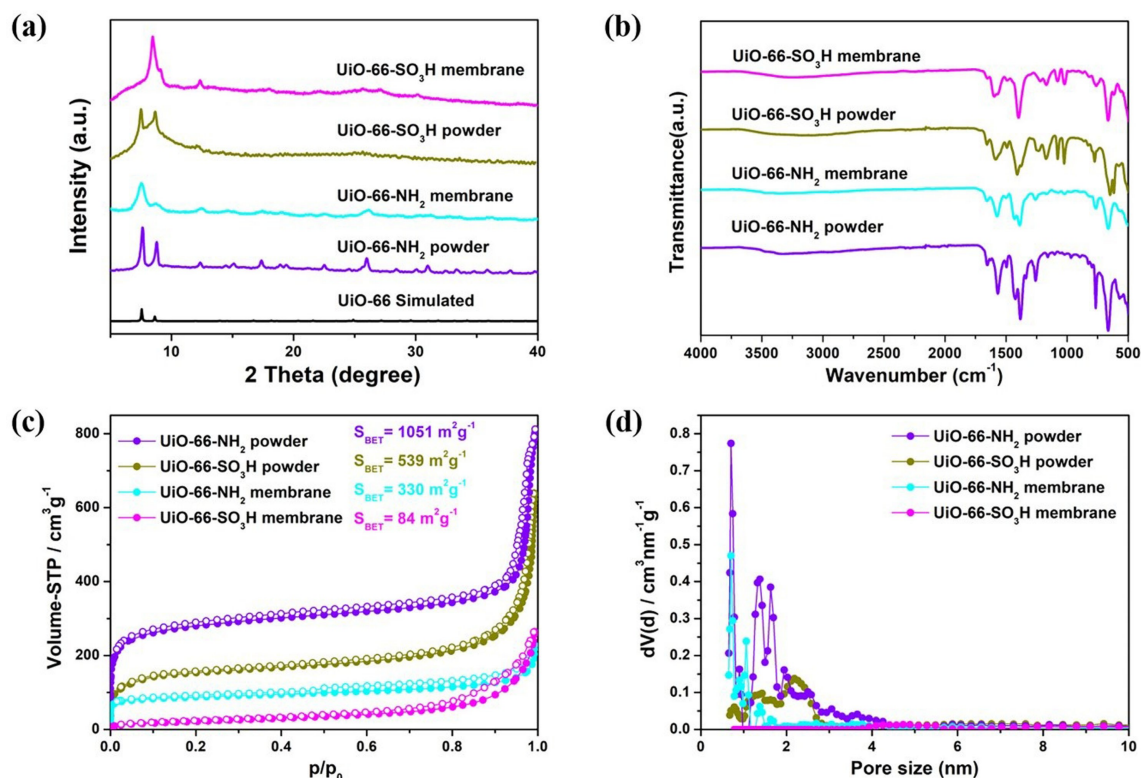 (a)
UiO-66-SO₃H membrane
UiO-66-SO₃H powder
UiO-66-NH₂ membrane
UiO-66-NH₂ powder
UiO-66 Simulated
Intensity (a.u.)
10 20 30 40
2 Theta (degree)
(b)
UiO-66-SO₃H membrane
UiO-66-SO₃H powder
UiO-66-NH₂ membrane
UiO-66-NH₂ powder
Transmittance(a.u.)
4000 3500 3000 2500 2000 1500 1000 500
Wavenumber (cm⁻¹)
(c)
UiO-66-NH₂ powder
UiO-66-SO₃H powder
UiO-66-NH₂ membrane
UiO-66-SO₃H membrane
S_BET= 1051 m²g⁻¹
S_BET= 539 m²g⁻¹
S_BET= 330 m²g⁻¹
S_BET= 84 m²g⁻¹
800
600
400
200
0
Volume-STP / cm³g⁻¹
0.0 0.2 0.4 0.6 0.8 1.0
p/p₀
(d)
UiO-66-NH₂ powder
UiO-66-SO₃H powder
UiO-66-NH₂ membrane
UiO-66-SO₃H membrane
0.8
0.7
0.6
0.5
0.4
0.3
0.2
0.1
0.0
dV(d) / cm³nm⁻¹g⁻¹
0 2 4 6 8 10
Pore size (nm)